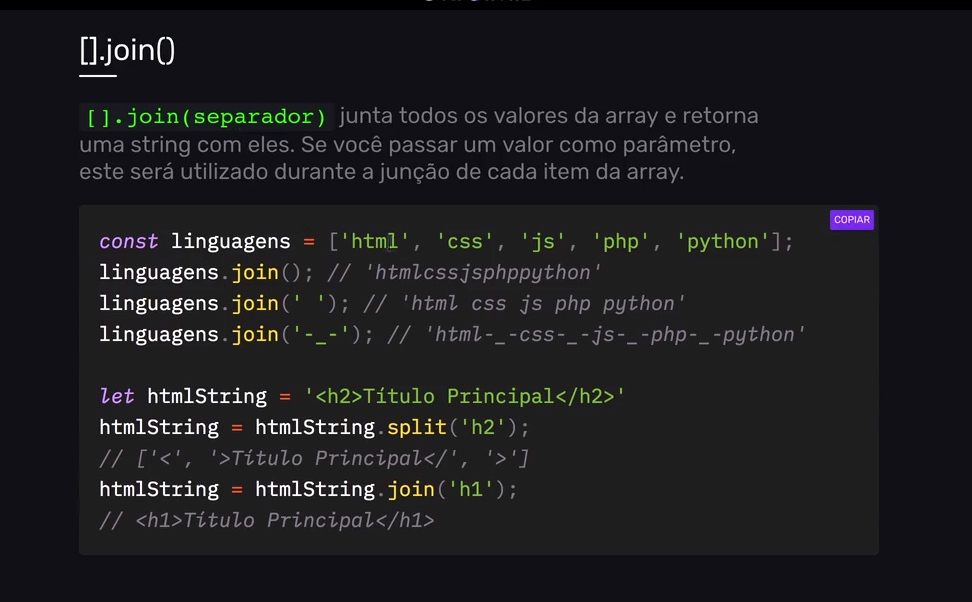 [].join()
[].join(separador) junta todos os valores da array e retorna
uma string com eles. Se você passar um valor como parâmetro,
este será utilizado durante a junção de cada item da array.
COPIAR
const linguagens = ['html', 'css', 'js', 'php', 'python'];
linguagens.join(); // 'htmlcssjsphppython'
linguagens.join(' '); // 'html css js php python'
linguagens.join('-_-'); // 'html-_-css-_-js-_-php-_-python'
let htmlString = '<h2>Título Principal</h2>'
htmlString = htmlString.split('h2');
// ['<', '>Título Principal</', '>']
htmlString = htmlString.join('h1');
// <h1>Título Principal</h1>